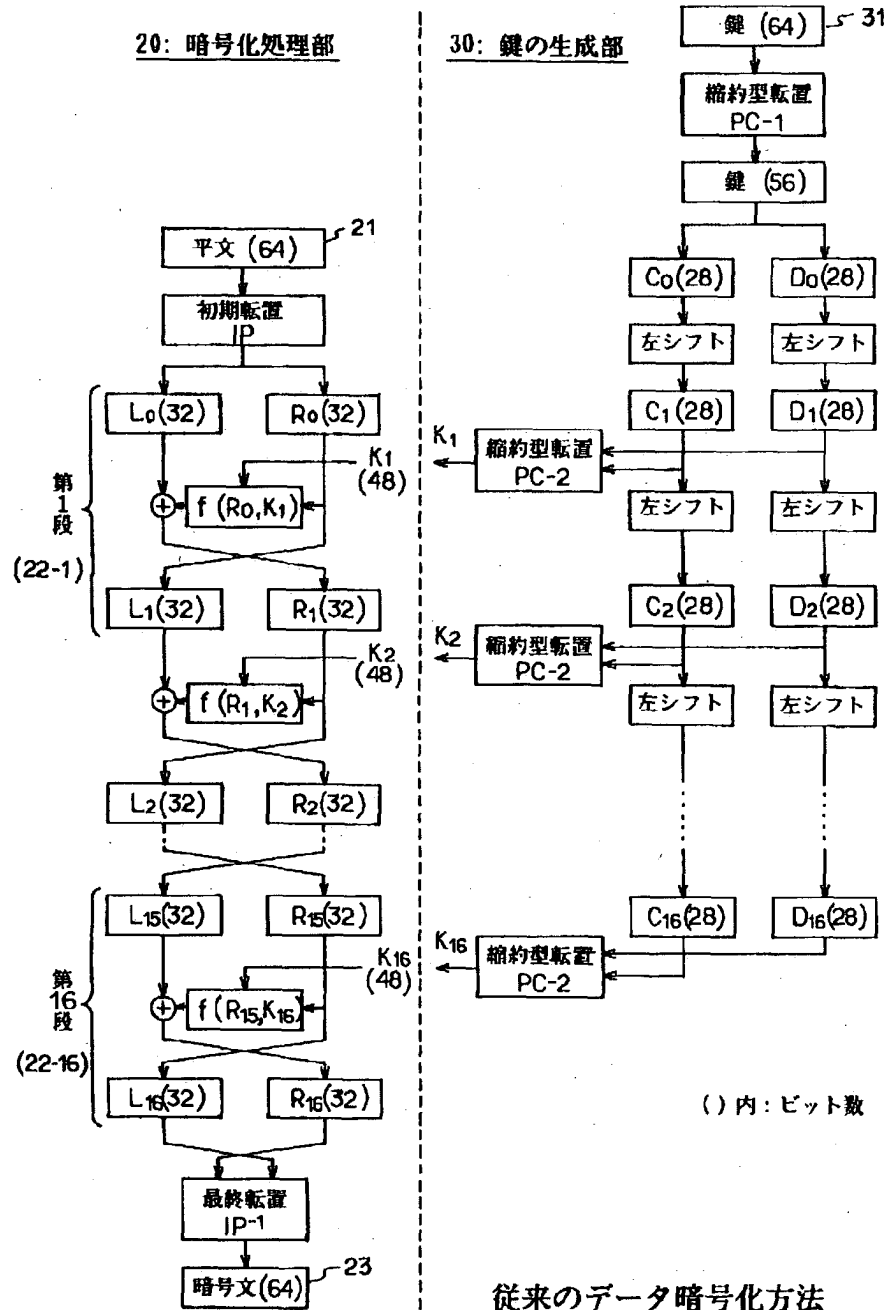 20: 暗号化処理部
平文 (64)
21
初期転置
IP
L₀(32)
R₀(32)
K₁
(48)
f(R₀,K₁)
第1段
(22-1)
L₁(32)
R₁(32)
K₂
(48)
f(R₁,K₂)
L₂(32)
R₂(32)
L₁₅(32)
R₁₅(32)
K₁₆
(48)
f(R₁₅,K₁₆)
第16段
(22-16)
L₁₆(32)
R₁₆(32)
最終転置
IP⁻¹
暗号文(64)
23
30: 鍵の生成部
鍵 (64)
31
縮約型転置
PC-1
鍵 (56)
C₀(28)
D₀(28)
左シフト
左シフト
C₁(28)
D₁(28)
K₁
縮約型転置
PC-2
左シフト
左シフト
C₂(28)
D₂(28)
K₂
縮約型転置
PC-2
左シフト
左シフト
C₁₆(28)
D₁₆(28)
K₁₆
縮約型転置
PC-2
()内:ビット数
従来のデータ暗号化方法